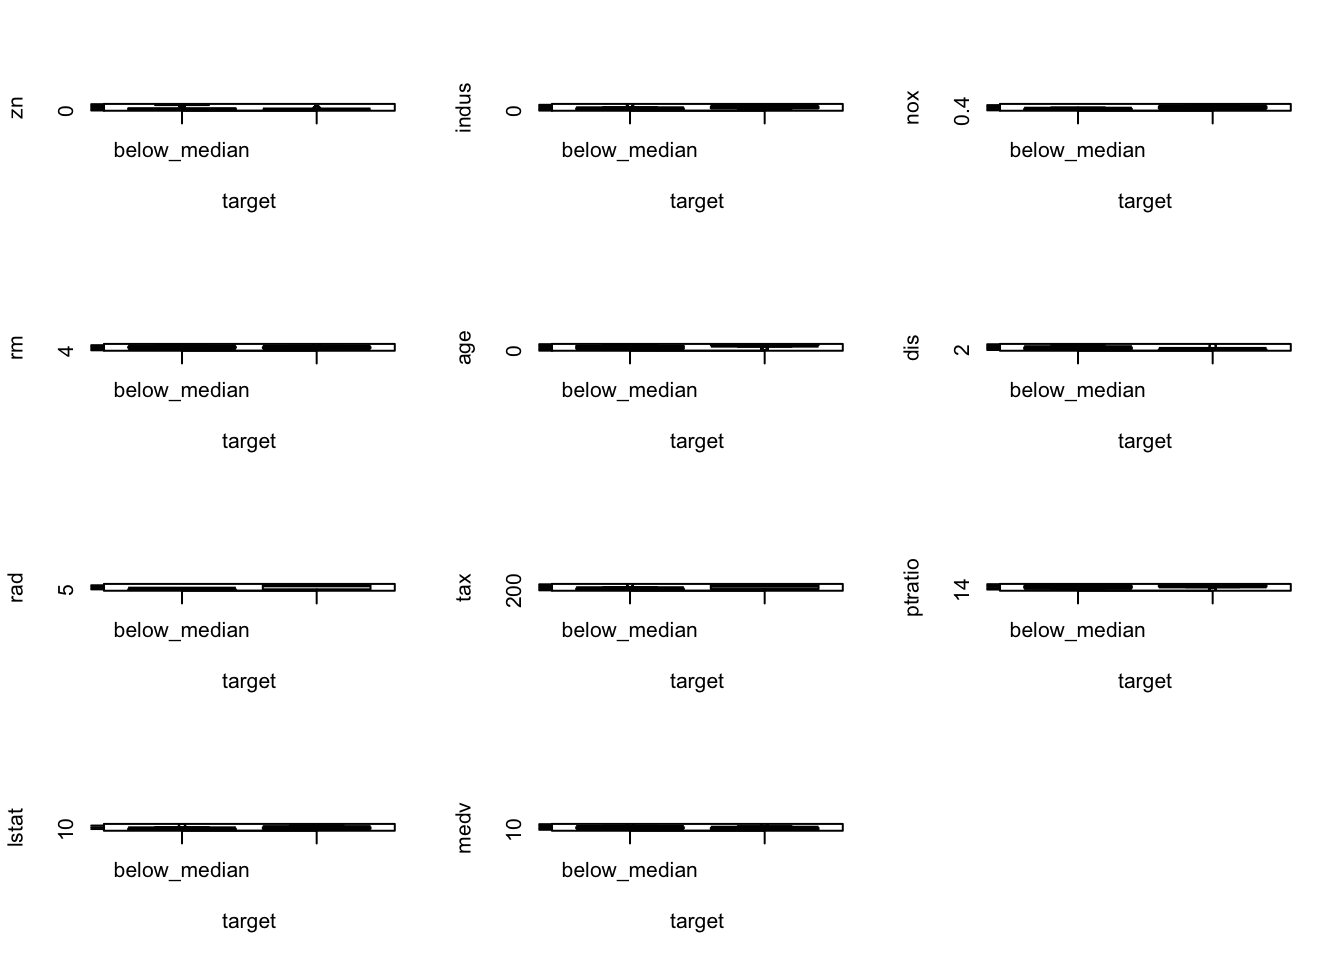 zn
0
below_median
target
indus
0
below_median
target
nox
0.4
below_median
target
rm
4
below_median
target
age
0
below_median
target
dis
2
below_median
target
rad
5
below_median
target
tax
200
below_median
target
ptratio
14
below_median
target
lstat
10
below_median
target
medv
10
below_median
target